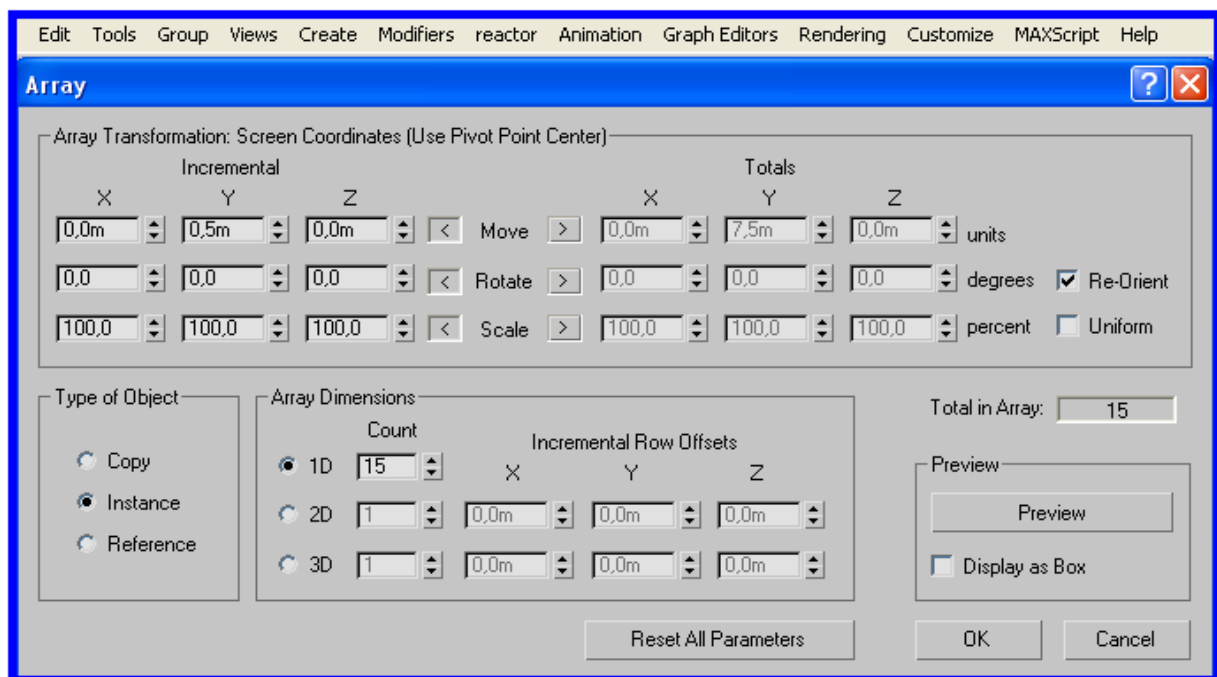 Edit Tools Group Views Create Modifiers reactor Animation Graph Editors Rendering Customize MAXScript Help
Array
Array Transformation: Screen Coordinates (Use Pivot Point Center)
Incremental Totals
X Y Z X Y Z
0,0m 0,5m 0,0m < Move > 0,0m 7,5m 0,0m units
0,0 0,0 0,0 < Rotate > 0,0 0,0 0,0 degrees Re-Orient
100,0 100,0 100,0 < Scale > 100,0 100,0 100,0 percent Uniform
Type of Object
Copy
Instance
Reference
Array Dimensions
Count
Incremental Row Offsets
1D 15 X Y Z
2D 1 0,0m 0,0m 0,0m
3D 1 0,0m 0,0m 0,0m
Total in Array: 15
Preview
Preview
Display as Box
Reset All Parameters OK Cancel